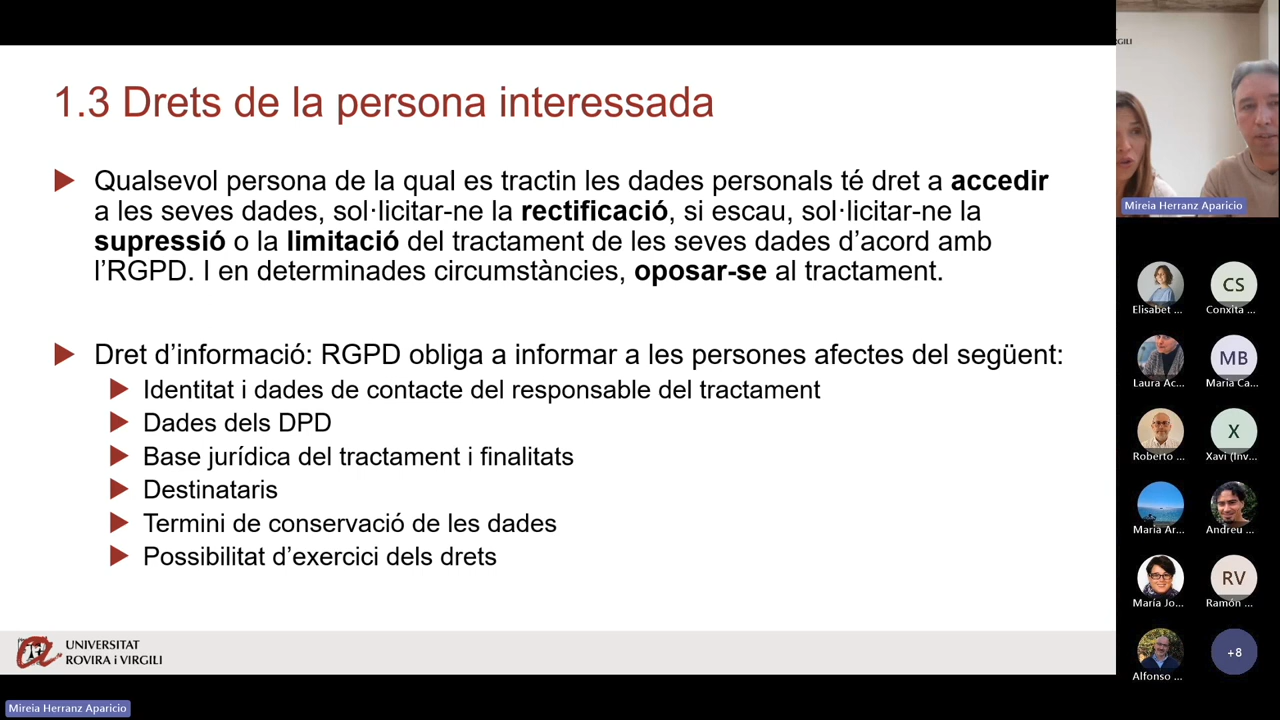 1.3 Drets de la persona interessada
Qualsevol persona de la qual es tractin les dades personals té dret a accedir
a les seves dades, sol·licitar-ne la rectificació, si escau, sol·licitar-ne la
supressió o la limitació del tractament de les seves dades d’acord amb
l’RGPD. I en determinades circumstàncies, oposar-se al tractament.
Dret d’informació: RGPD obliga a informar a les persones afectes del següent:
Identitat i dades de contacte del responsable del tractament
Dades dels DPD
Base jurídica del tractament i finalitats
Destinataris
Termini de conservació de les dades
Possibilitat d’exercici dels drets
UNIVERSITAT
ROVIRA i VIRGILI
Mireia Herranz Aparicio
VIRGILI
Mireia Herranz Aparicio
CS
Elisabet ...
Conxita ...
MB
Laura Ac...
Maria Ca...
X
Roberto ...
Xavi (Inv...
Maria Ar...
Andreu ...
RV
María Jo...
Ramón ...
+8
Alfonso ...